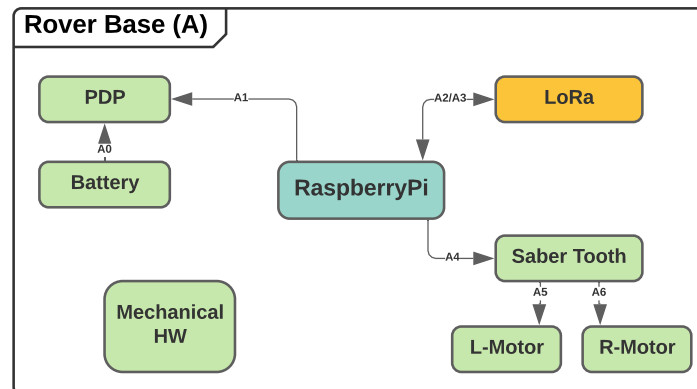 Rover Base (A)
PDP
A1
A2/A3
LoRa
A0
Battery
RaspberryPi
A4
Saber Tooth
Mechanical
HW
A5
A6
L-Motor
R-Motor